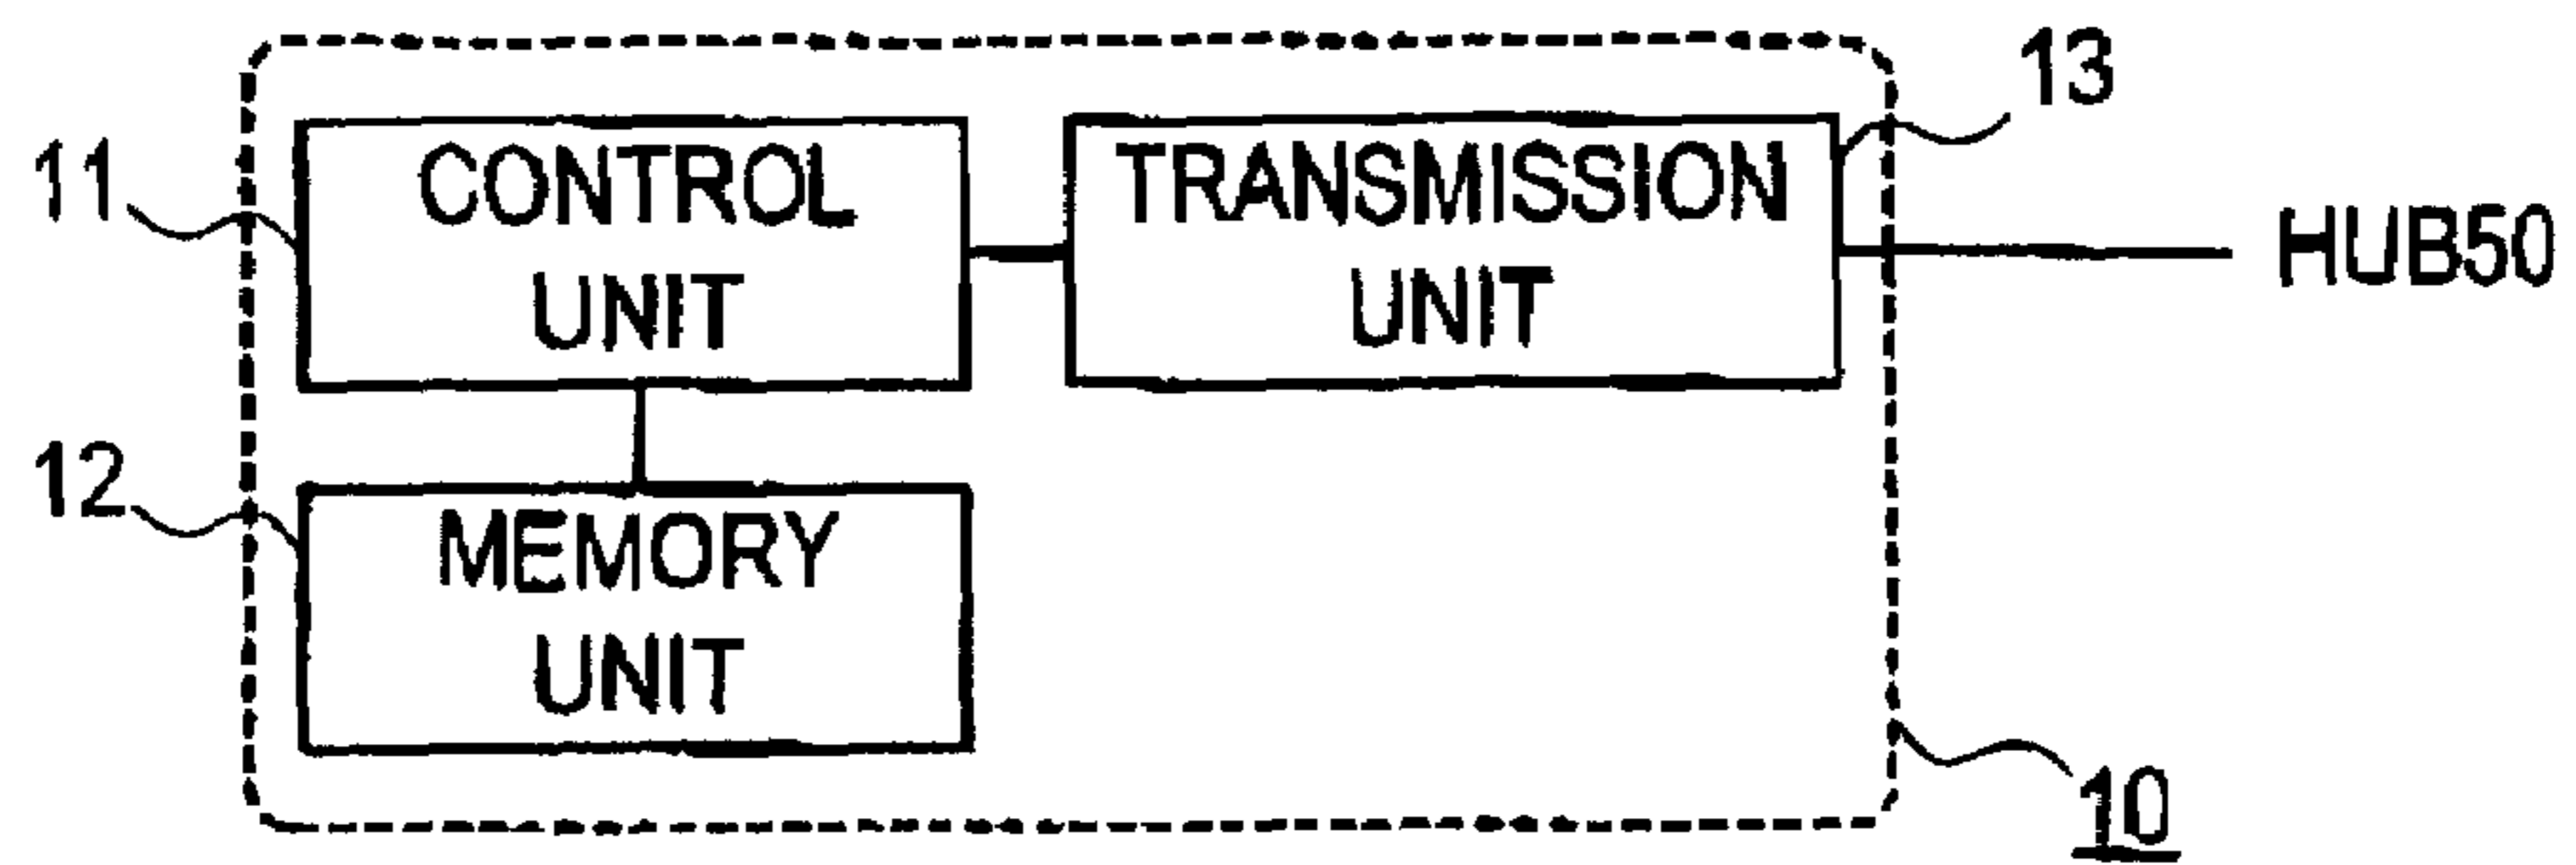 13
11
CONTROL
UNIT
TRANSMISSION
UNIT
HUB50
12
MEMORY
UNIT
10